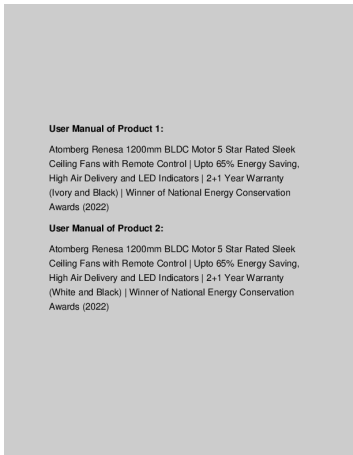 User Manual of Product 1:
Atomberg Renesa 1200mm BLDC Motor 5 Star Rated Sleek
Ceiling Fans with Remote Control | Upto 65% Energy Saving,
High Air Delivery and LED Indicators | 2+1 Year Warranty
(Ivory and Black) | Winner of National Energy Conservation
Awards (2022)
User Manual of Product 2:
Atomberg Renesa 1200mm BLDC Motor 5 Star Rated Sleek
Ceiling Fans with Remote Control | Upto 65% Energy Saving,
High Air Delivery and LED Indicators | 2+1 Year Warranty
(White and Black) | Winner of National Energy Conservation
Awards (2022)